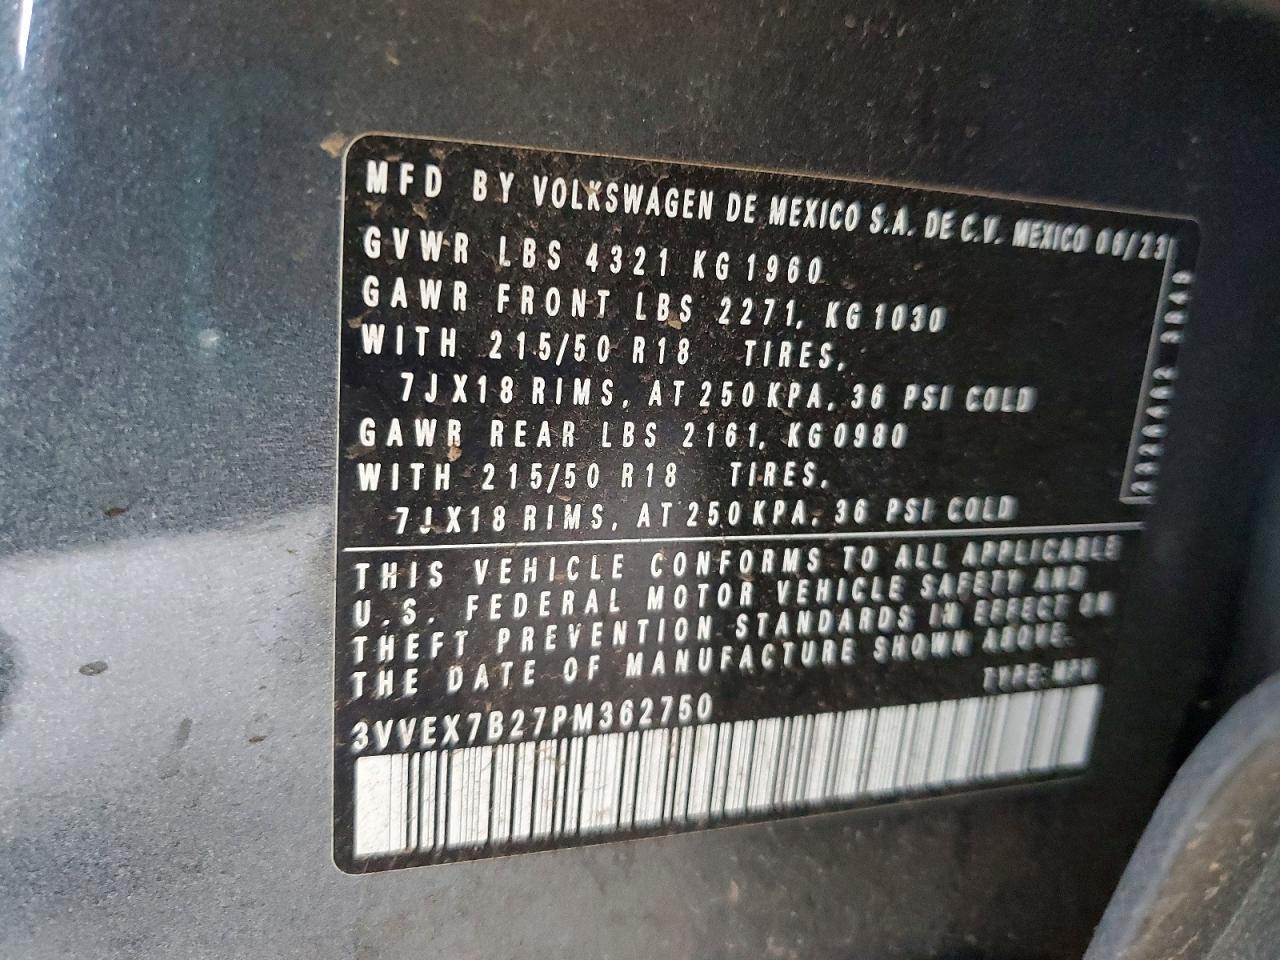 MFD BY VOLKSWAGEN DE MEXICO S.A. DE C.V. MEXICO 06/23
GVWR LBS 4321 KG 1960
GAWR FRONT LBS 2271, KG 1030
WITH 215/50 R18 TIRES,
7JX18 RIMS, AT 250 KPA, 36 PSI COLD
GAWR REAR LBS 2161, KG 0980
WITH 215/50 R18 TIRES,
7JX18 RIMS, AT 250 KPA, 36 PSI COLD
THIS VEHICLE CONFORMS TO ALL APPLICABLE
U.S. FEDERAL MOTOR VEHICLE SAFETY AND
THEFT PREVENTION STANDARDS IN EFFECT ON
THE DATE OF MANUFACTURE SHOWN ABOVE.
TYPE: MPV
3VVEX7B27PM362750